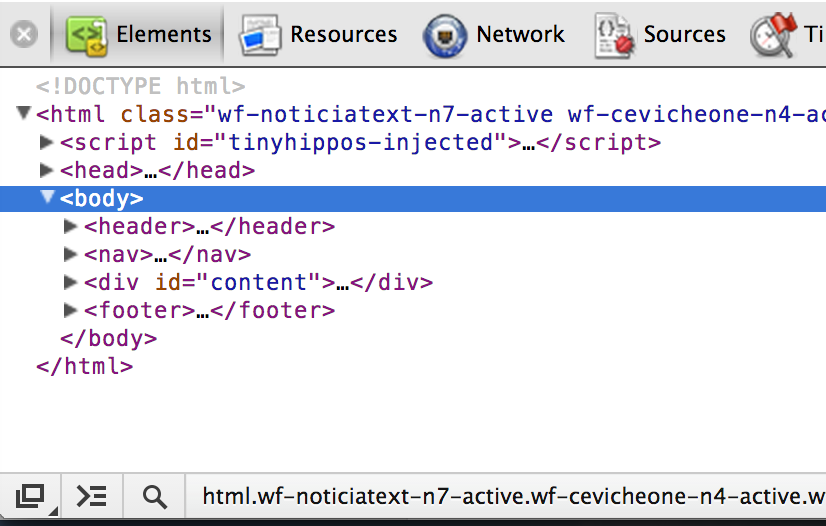 Elements Resources Network Sources Ti
<!DOCTYPE html>
<html class="wf-noticiatext-n7-active wf-cevicheone-n4-ac
<script id="tinyhippos-injected">…</script>
<head>…</head>
<body>
<header>…</header>
<nav>…</nav>
<div id="content">…</div>
<footer>…</footer>
</body>
</html>
html.wf-noticiatext-n7-active.wf-cevicheone-n4-active.w